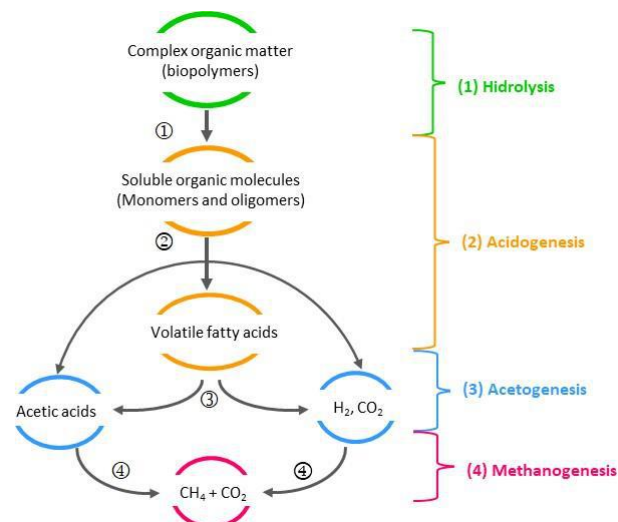 Complex organic matter
(biopolymers)
(1) Hidrolysis
①
Soluble organic molecules
(Monomers and oligomers)
②
(2) Acidogenesis
Volatile fatty acids
③
Acetic acids
H₂, CO₂
(3) Acetogenesis
④
④
CH₄ + CO₂
(4) Methanogenesis